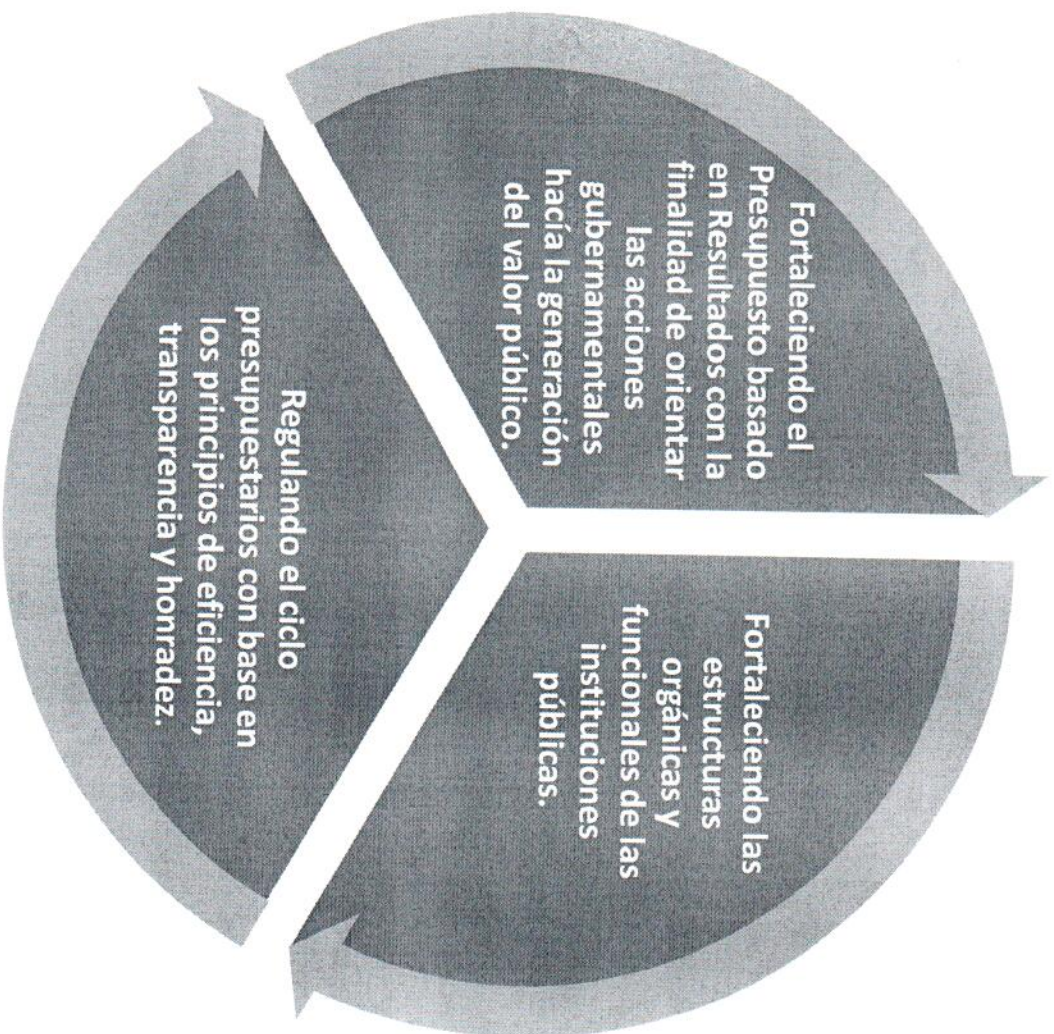 Fortaleciendo el
Presupuesto basado
en Resultados con la
finalidad de orientar
las acciones
gubernamentales
hacía la generación
del valor público.
Fortaleciendo las
estructuras
orgánicas y
funcionales de las
instituciones
públicas.
Regulando el ciclo
presupuestarios con base en
los principios de eficiencia,
transparencia y honradez.